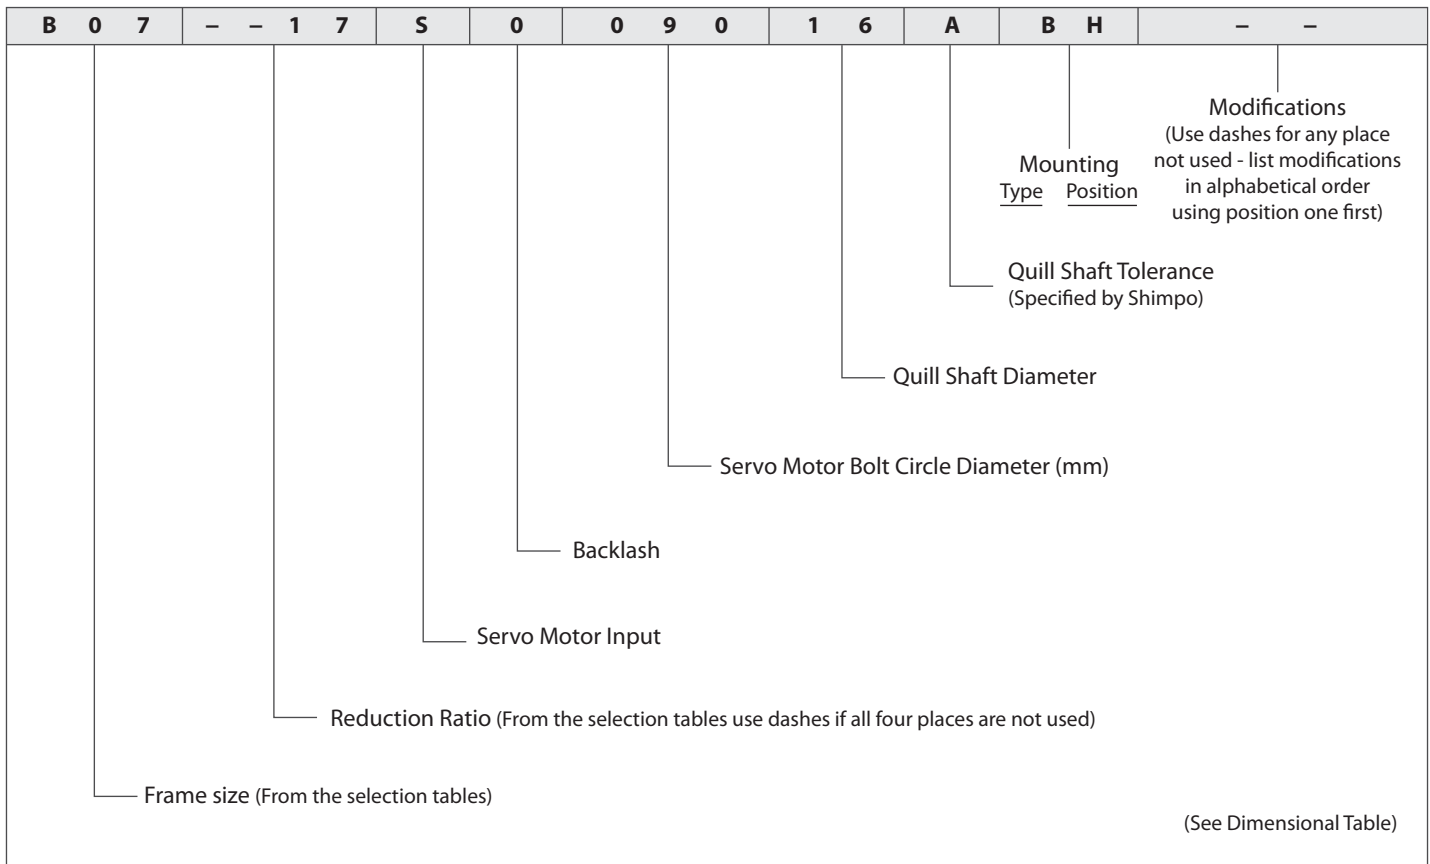 B 0 7 – – 1 7 S 0 0 9 0 1 6 A B H – –
Modifications
(Use dashes for any place
not used - list modifications
in alphabetical order
using position one first)
Mounting
Type Position
Quill Shaft Tolerance
(Specified by Shimpo)
Quill Shaft Diameter
Servo Motor Bolt Circle Diameter (mm)
Backlash
Servo Motor Input
Reduction Ratio (From the selection tables use dashes if all four places are not used)
Frame size (From the selection tables)
(See Dimensional Table)